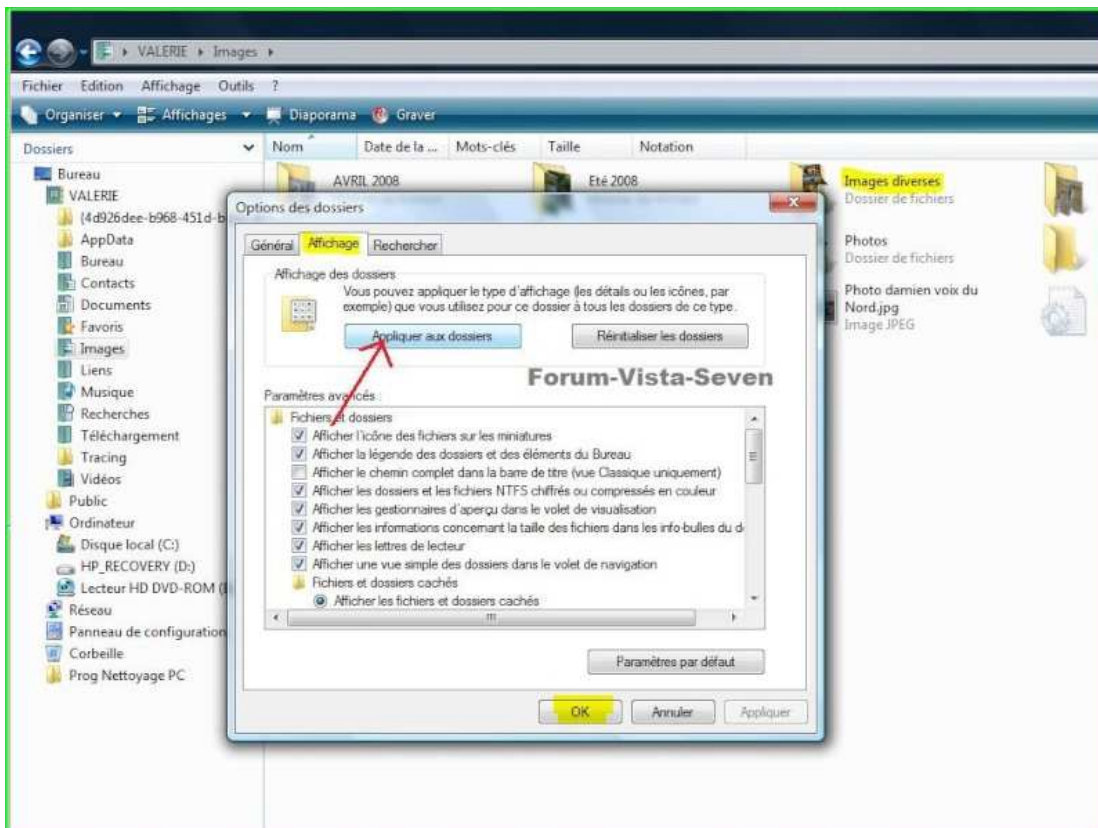 VALERIE Images
Fichier Edition Affichage Outils ?
Organiser Affichages Diaporama Graver
Dossiers
Nom Date de la ... Mots-clés Taille Notation
Bureau
VALERIE
{4d926dee-b968-451d-b
AppData
Bureau
Contacts
Documents
Favoris
Images
Liens
Musique
Recherches
Téléchargement
Tracing
Vidéos
Public
Ordinateur
Disque local (C:)
HP_RECOVERY (D:)
Lecteur HD DVD-ROM
Réseau
Panneau de configuration
Corbeille
Prog Nettoyage PC
AVRIL 2008
Eté 2008
Images diverses
Dossier de fichiers
Photos
Dossier de fichiers
Photo damien voix du
Nord.jpg
Image JPEG
Options des dossiers
Général Affichage Rechercher
Affichage des dossiers
Vous pouvez appliquer le type d'affichage (les détails ou les icônes, par
exemple) que vous utilisez pour ce dossier à tous les dossiers de ce type.
Appliquer aux dossiers Réinitialiser les dossiers
Forum-Vista-Seven
Paramètres avancés :
Fichiers et dossiers
Afficher l'icône des fichiers sur les miniatures
Afficher la légende des dossiers et des éléments du Bureau
Afficher le chemin complet dans la barre de titre (vue Classique uniquement)
Afficher les dossiers et les fichiers NTFS chiffrés ou compressés en couleur
Afficher les gestionnaires d'aperçu dans le volet de visualisation
Afficher les informations concernant la taille des fichiers dans les info-bulles du d
Afficher les lettres de lecteur
Afficher une vue simple des dossiers dans le volet de navigation
Fichiers et dossiers cachés
Afficher les fichiers et dossiers cachés
Paramètres par défaut
OK Annuler Appliquer